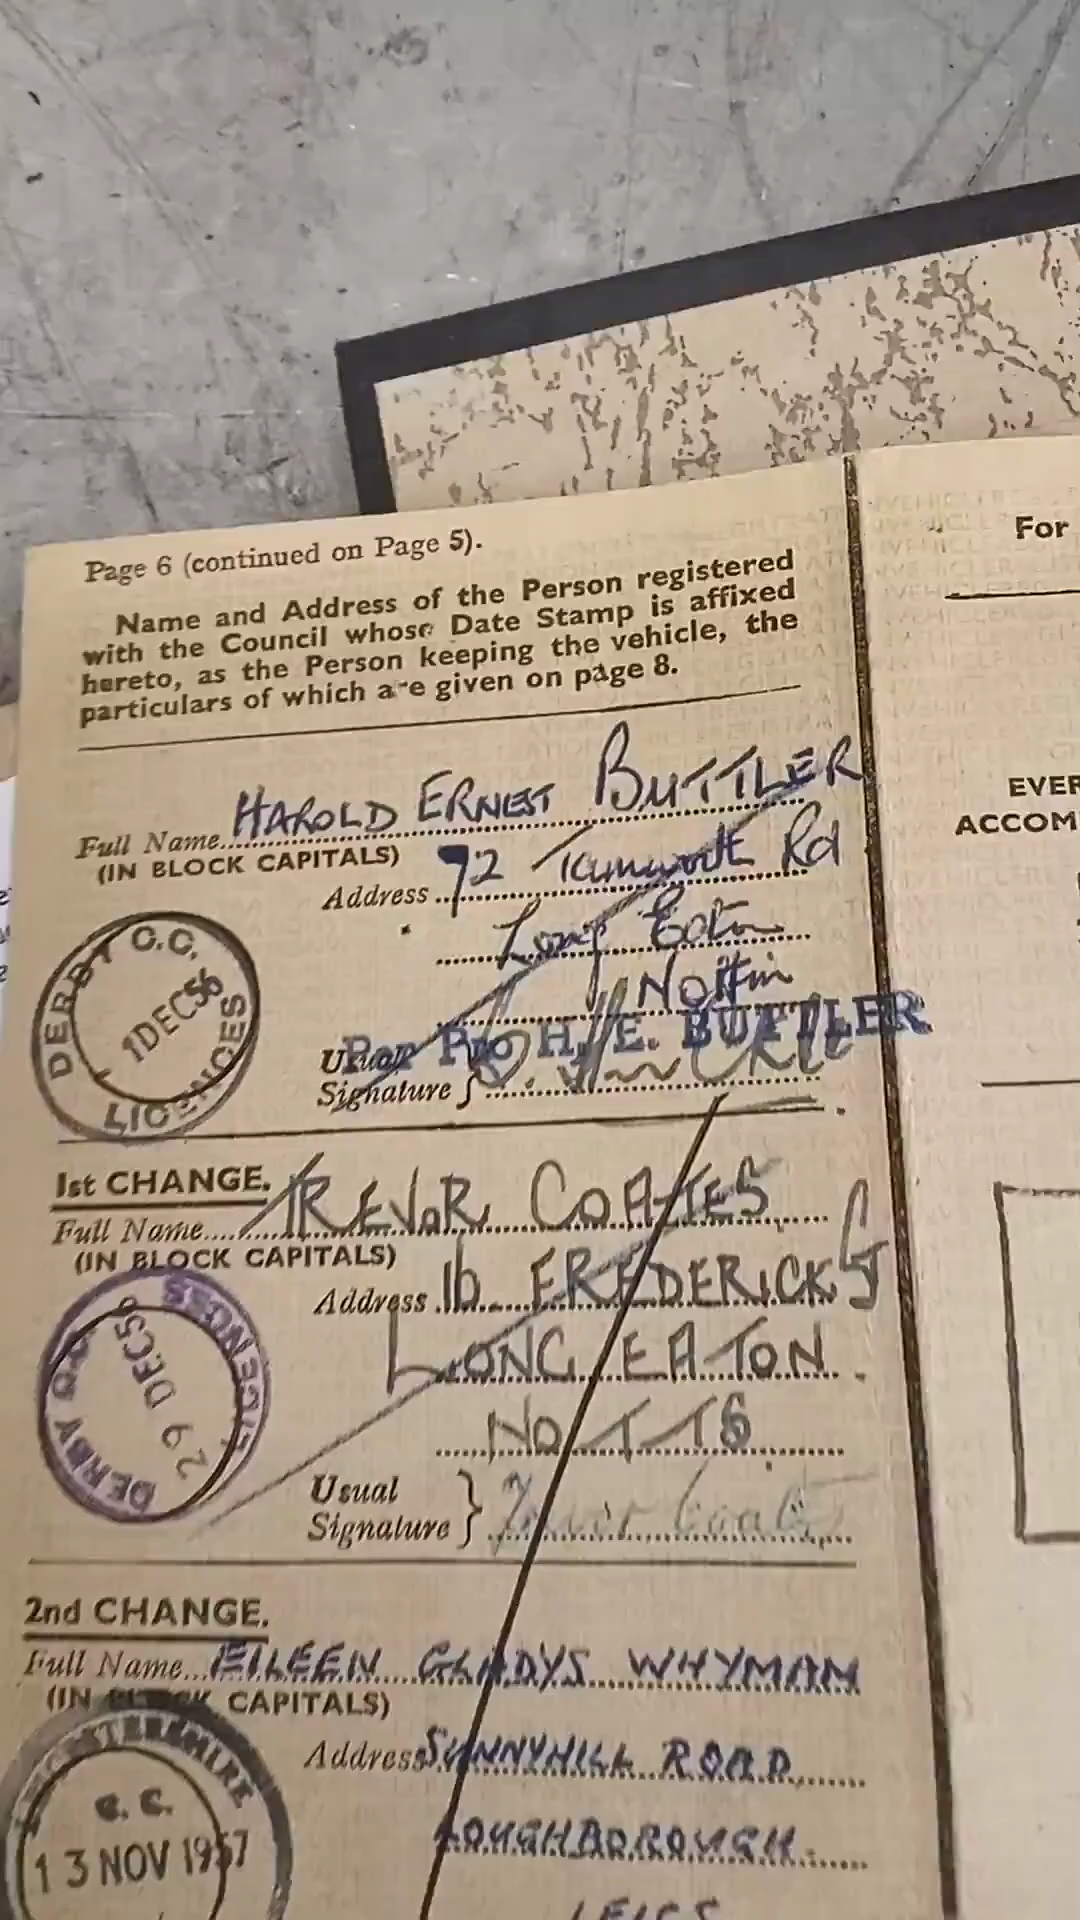 Page 6 (continued on Page 5).
Name and Address of the Person registered
with the Council whose Date Stamp is affixed
hereto, as the Person keeping the vehicle, the
particulars of which are given on page 8.
Full Name HAROLD ERNEST BUTTLER
(IN BLOCK CAPITALS)
Address 72 Tamworth Rd
Long Eaton
Nottm
DERBY C.C.
1 DEC 56
LICENCES
Per Pro H. E. BUTTLER
Usual
Signature
1st CHANGE.
Full Name TREVOR COATES
(IN BLOCK CAPITALS)
Address 16 FREDERICK ST
LONG EATON
NOTTS
DERBY C.C.
29 DEC 56
LICENCES
Usual
Signature Trevor Coates
2nd CHANGE.
Full Name EILEEN GLADYS WHYMAN
(IN BLOCK CAPITALS)
Address SUNNYHILL ROAD
LOUGHBOROUGH
LEICS
LEICESTERSHIRE
C. C.
13 NOV 1957
For
EVER
ACCOM